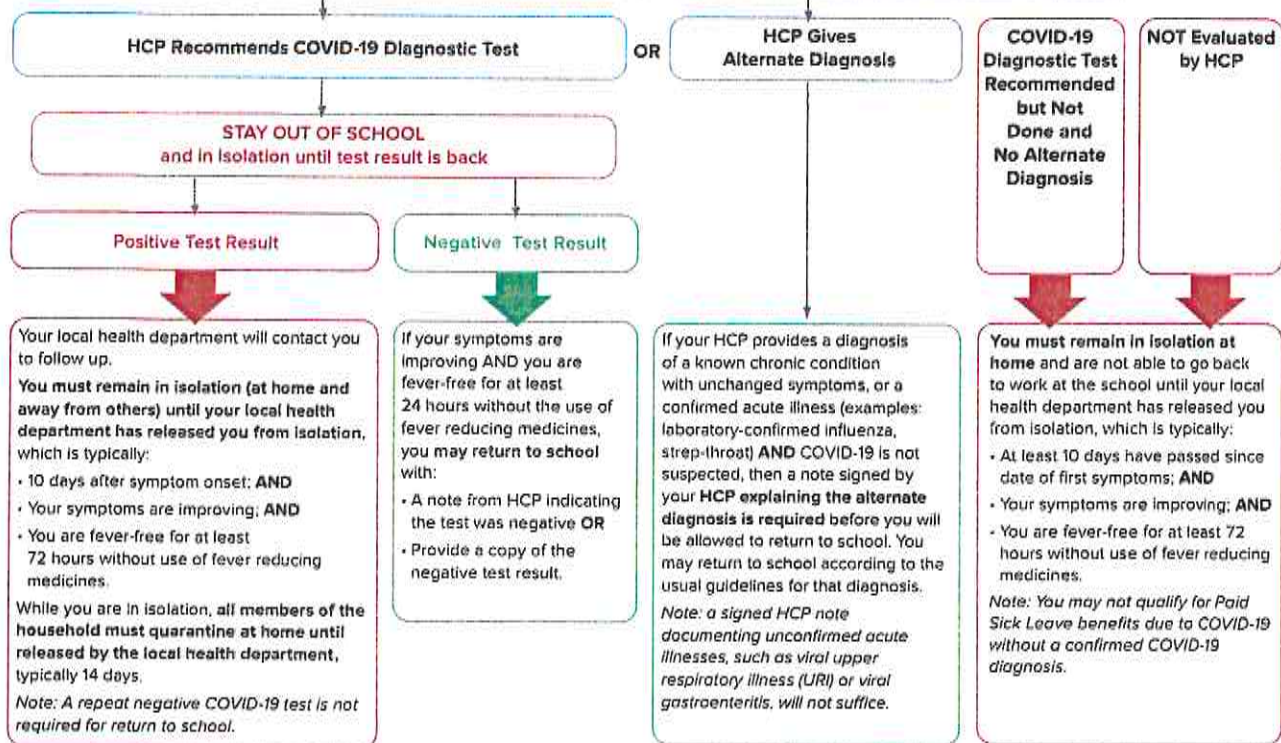 HCP Recommends COVID-19 Diagnostic Test
OR
HCP Gives
Alternate Diagnosis
COVID-19
Diagnostic Test
Recommended
but Not
Done and
No Alternate
Diagnosis
NOT Evaluated
by HCP
STAY OUT OF SCHOOL
and in isolation until test result is back
Positive Test Result
Negative Test Result
Your local health department will contact you
to follow up.
You must remain in isolation (at home and
away from others) until your local health
department has released you from isolation,
which is typically:
• 10 days after symptom onset; AND
• Your symptoms are improving; AND
• You are fever-free for at least
72 hours without use of fever reducing
medicines.
While you are in isolation, all members of the
household must quarantine at home until
released by the local health department,
typically 14 days.
Note: A repeat negative COVID-19 test is not
required for return to school.
If your symptoms are
improving AND you are
fever-free for at least
24 hours without the use of
fever reducing medicines,
you may return to school
with:
• A note from HCP indicating
the test was negative OR
• Provide a copy of the
negative test result.
If your HCP provides a diagnosis
of a known chronic condition
with unchanged symptoms, or a
confirmed acute illness (examples:
laboratory-confirmed influenza,
strep-throat) AND COVID-19 is not
suspected, then a note signed by
your HCP explaining the alternate
diagnosis is required before you will
be allowed to return to school. You
may return to school according to the
usual guidelines for that diagnosis.
Note: a signed HCP note
documenting unconfirmed acute
illnesses, such as viral upper
respiratory illness (URI) or viral
gastroenteritis, will not suffice.
You must remain in isolation at
home and are not able to go back
to work at the school until your local
health department has released you
from isolation, which is typically:
• At least 10 days have passed since
date of first symptoms; AND
• Your symptoms are improving; AND
• You are fever-free for at least 72
hours without use of fever reducing
medicines.
Note: You may not qualify for Paid
Sick Leave benefits due to COVID-19
without a confirmed COVID-19
diagnosis.